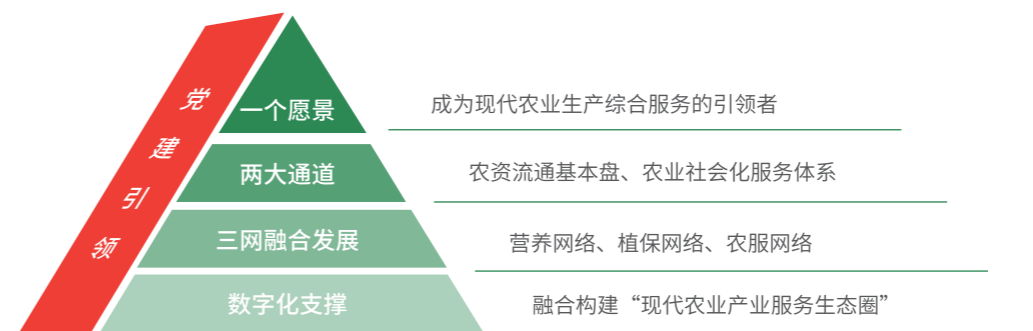 党建引领
一个愿景
成为现代农业生产综合服务的引领者
两大通道
农资流通基本盘、农业社会化服务体系
三网融合发展
营养网络、植保网络、农服网络
数字化支撑
融合构建“现代农业产业服务生态圈”